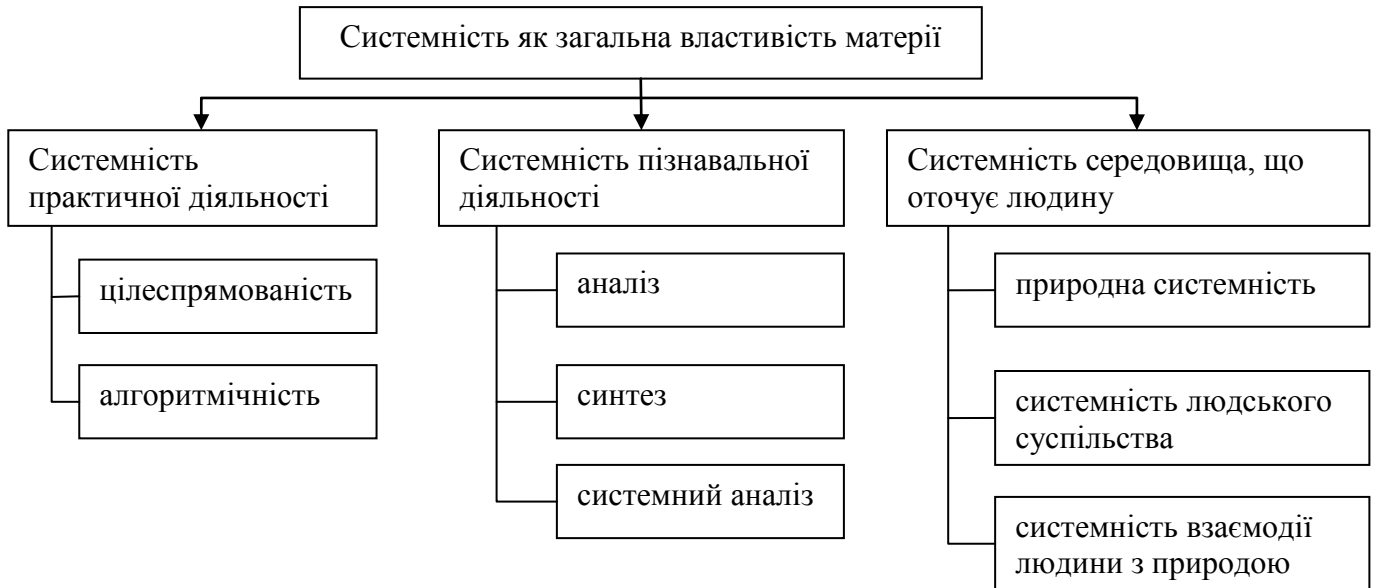 Системність як загальна властивість матерії
Системність
практичної діяльності
цілеспрямованість
алгоритмічність
Системність пізнавальної
діяльності
аналіз
синтез
системний аналіз
Системність середовища, що
оточує людину
природна системність
системність людського
суспільства
системність взаємодії
людини з природою